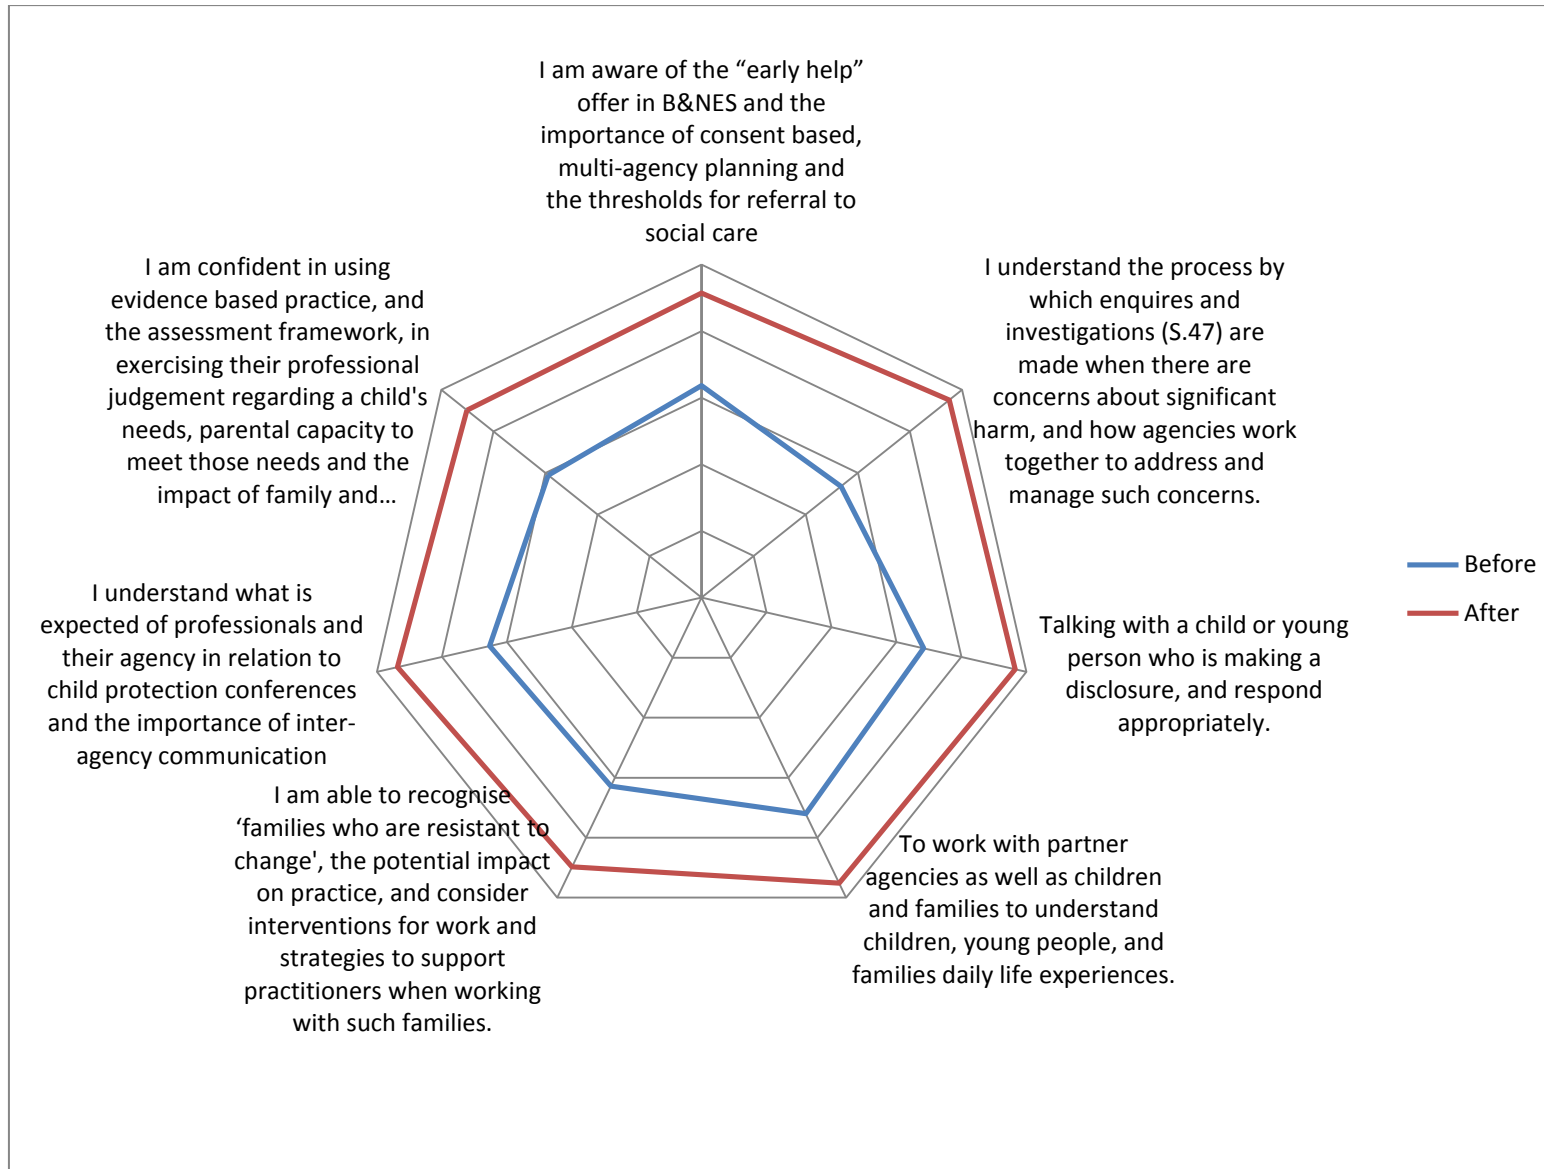 I am aware of the “early help”
offer in B&NES and the
importance of consent based,
multi-agency planning and
the thresholds for referral to
social care
I understand the process by
which enquires and
investigations (S.47) are
made when there are
concerns about significant
harm, and how agencies work
together to address and
manage such concerns.
Talking with a child or young
person who is making a
disclosure, and respond
appropriately.
To work with partner
agencies as well as children
and families to understand
children, young people, and
families daily life experiences.
I am able to recognise
‘families who are resistant to
change', the potential impact
on practice, and consider
interventions for work and
strategies to support
practitioners when working
with such families.
I understand what is
expected of professionals and
their agency in relation to
child protection conferences
and the importance of inter-
agency communication
I am confident in using
evidence based practice, and
the assessment framework, in
exercising their professional
judgement regarding a child's
needs, parental capacity to
meet those needs and the
impact of family and…
Before
After